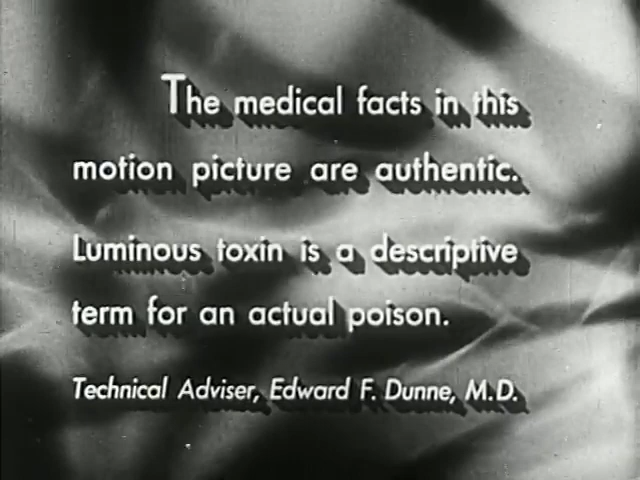 The medical facts in this
motion picture are authentic.
Luminous toxin is a descriptive
term for an actual poison.
Technical Adviser, Edward F. Dunne, M.D.